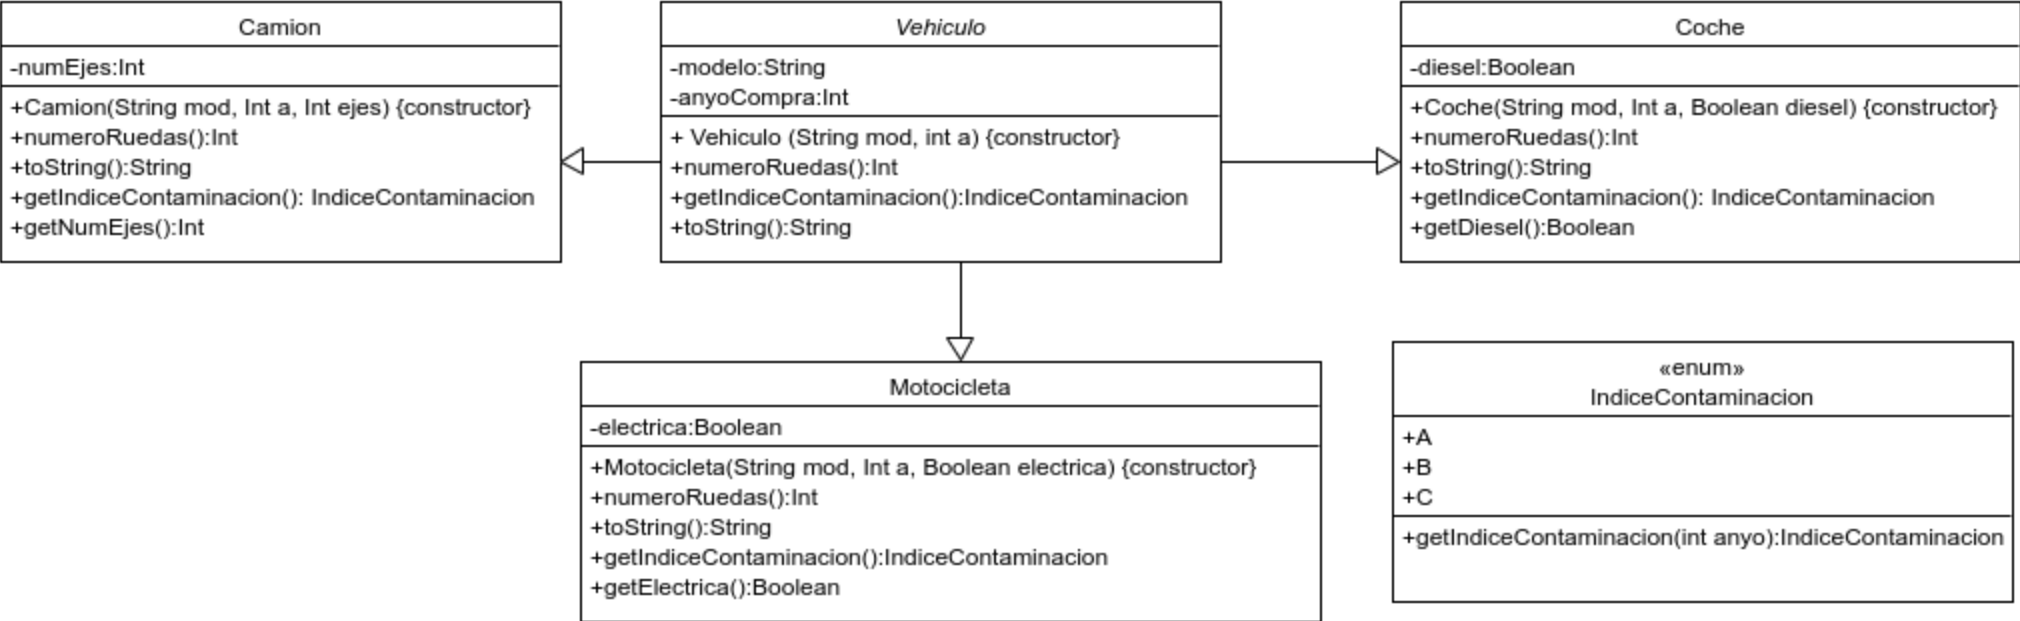 Camion
-numEjes:Int
+Camion(String mod, Int a, Int ejes) {constructor}
+numeroRuedas():Int
+toString():String
+getIndiceContaminacion(): IndiceContaminacion
+getNumEjes():Int
Vehiculo
-modelo:String
-anyoCompra:Int
+ Vehiculo (String mod, int a) {constructor}
+numeroRuedas():Int
+getIndiceContaminacion():IndiceContaminacion
+toString():String
Coche
-diesel:Boolean
+Coche(String mod, Int a, Boolean diesel) {constructor}
+numeroRuedas():Int
+toString():String
+getIndiceContaminacion(): IndiceContaminacion
+getDiesel():Boolean
Motocicleta
-electrica:Boolean
+Motocicleta(String mod, Int a, Boolean electrica) {constructor}
+numeroRuedas():Int
+toString():String
+getIndiceContaminacion():IndiceContaminacion
+getElectrica():Boolean
«enum»
IndiceContaminacion
+A
+B
+C
+getIndiceContaminacion(int anyo):IndiceContaminacion